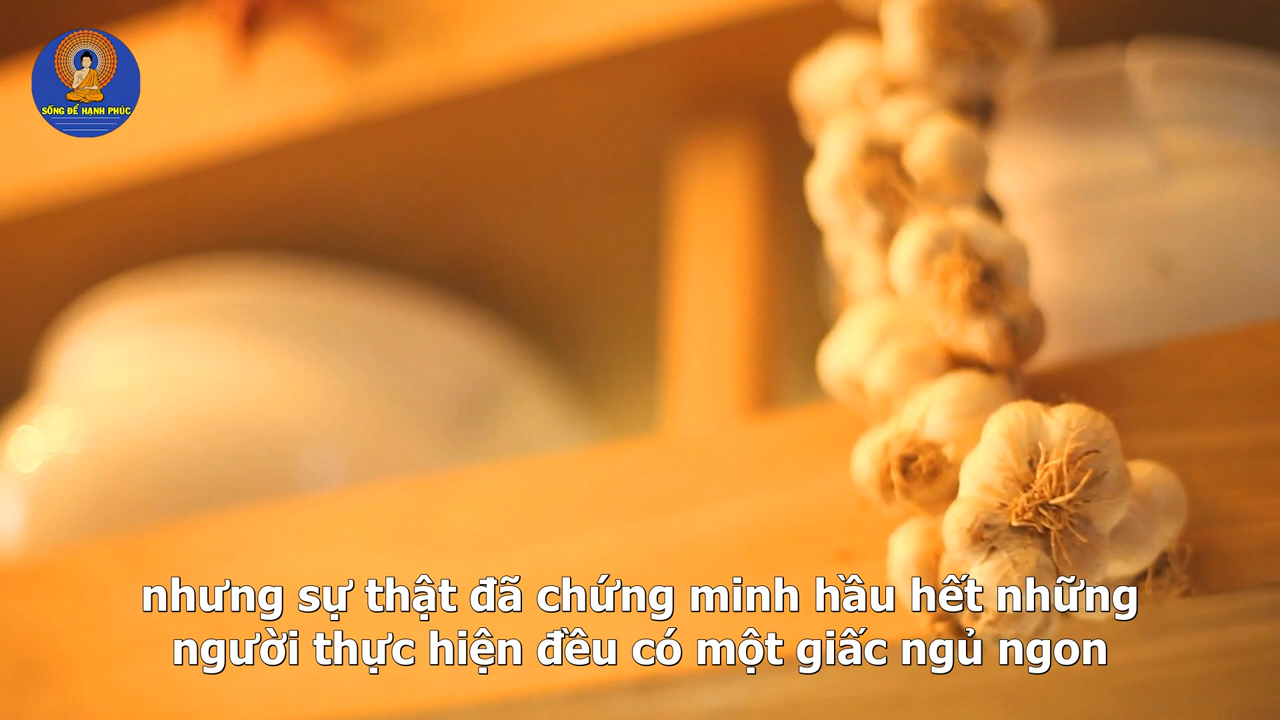 SỐNG ĐỂ HẠNH PHÚC
nhưng sự thật đã chứng minh hầu hết những
người thực hiện đều có một giấc ngủ ngon